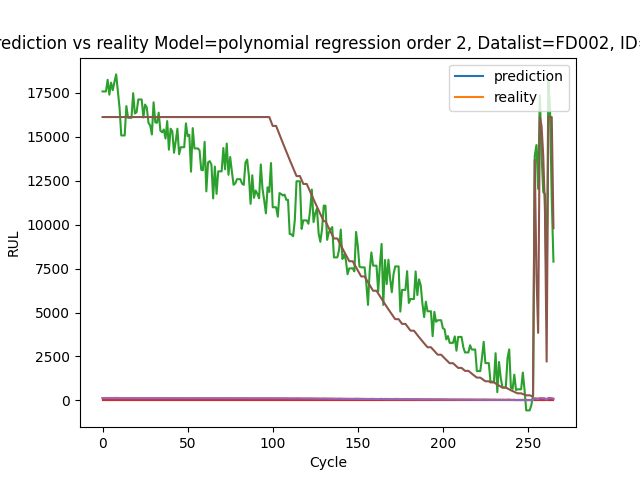 rediction vs reality Model=polynomial regression order 2, Datalist=FD002, ID=
prediction
reality
17500
15000
12500
10000
7500
5000
2500
0
RUL
0 50 100 150 200 250
Cycle